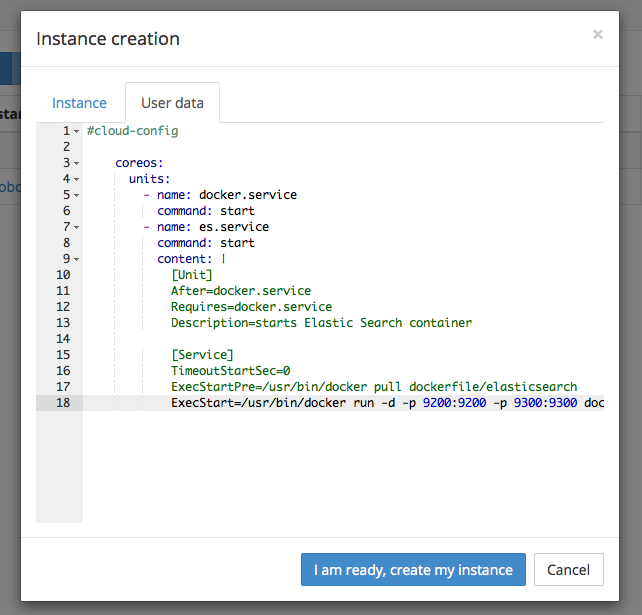 Instance creation
×
star
Instance
User data
obo
1 #cloud-config
2
3 coreos:
4 units:
5 - name: docker.service
6 command: start
7 - name: es.service
8 command: start
9 content: |
10 [Unit]
11 After=docker.service
12 Requires=docker.service
13 Description=starts Elastic Search container
14
15 [Service]
16 TimeoutStartSec=0
17 ExecStartPre=/usr/bin/docker pull dockerfile/elasticsearch
18 ExecStart=/usr/bin/docker run -d -p 9200:9200 -p 9300:9300 doc
I am ready, create my instance
Cancel